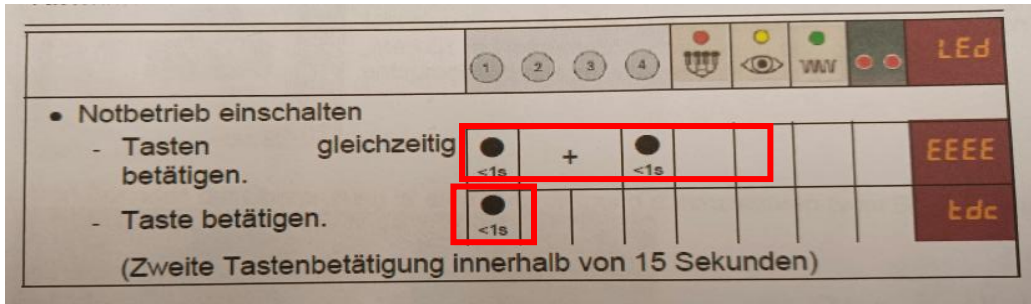 1 2 3 4 LEd
• Notbetrieb einschalten
- Tasten gleichzeitig + EEEE
betätigen. <1s <1s
- Taste betätigen. <1s tdc
(Zweite Tastenbetätigung innerhalb von 15 Sekunden)